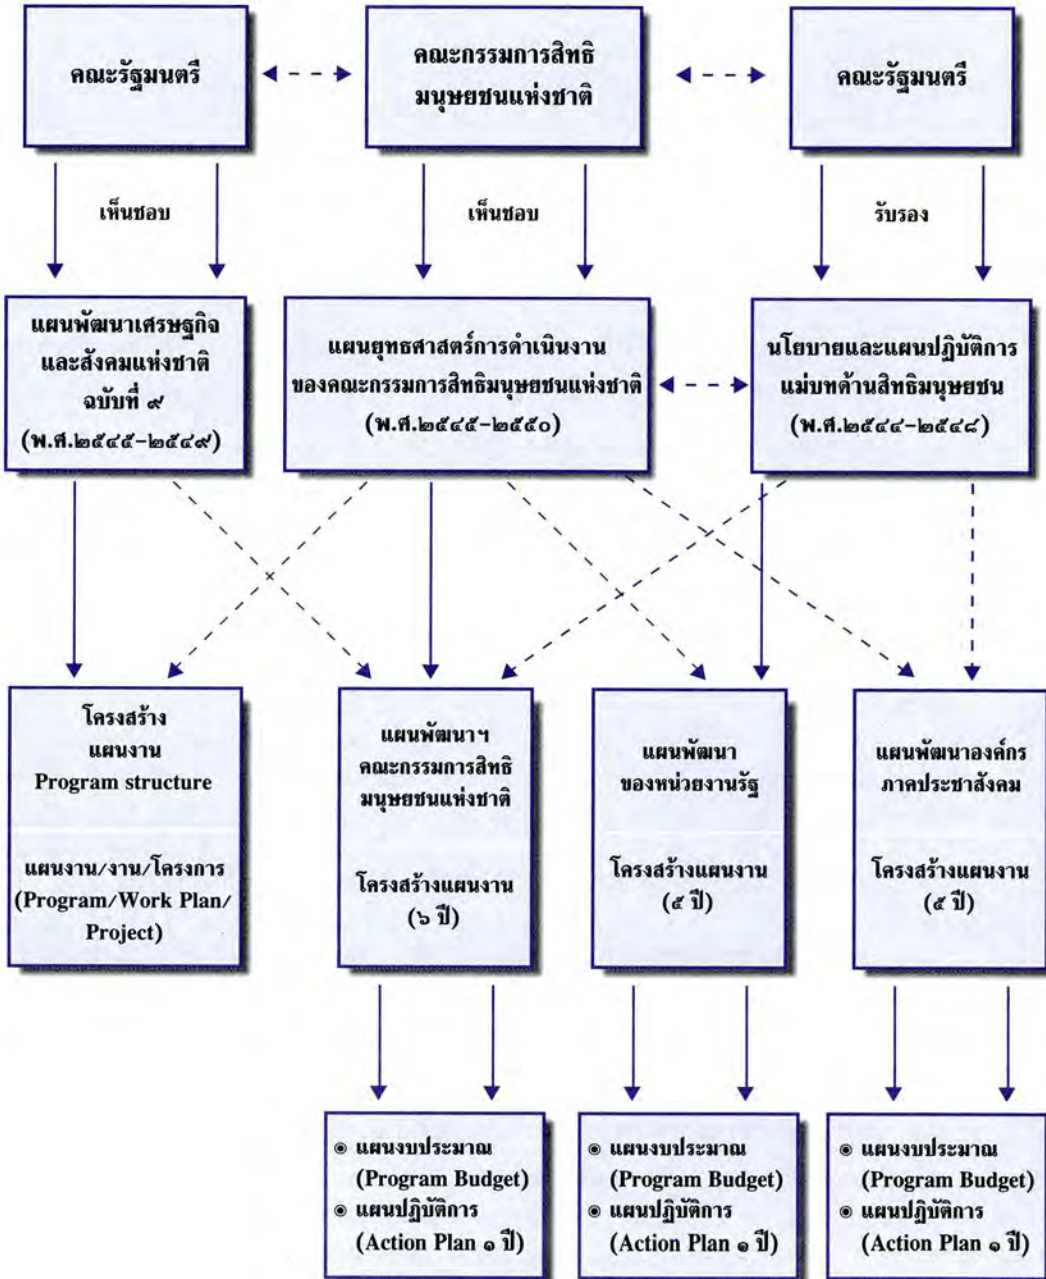 คณะรัฐมนตรี
คณะกรรมการสิทธิ
มนุษยชนแห่งชาติ
คณะรัฐมนตรี
เห็นชอบ
เห็นชอบ
รับรอง
แผนพัฒนาเศรษฐกิจ
และสังคมแห่งชาติ
ฉบับที่ ๙
(พ.ศ.๒๕๔๕-๒๕๔๙)
แผนยุทธศาสตร์การดำเนินงาน
ของคณะกรรมการสิทธิมนุษยชนแห่งชาติ
(พ.ศ.๒๕๔๕-๒๕๕๐)
นโยบายและแผนปฏิบัติการ
แม่บทด้านสิทธิมนุษยชน
(พ.ศ.๒๕๔๔-๒๕๔๘)
โครงสร้าง
แผนงาน
Program structure
แผนงาน/งาน/โครงการ
(Program/Work Plan/
Project)
แผนพัฒนาฯ
คณะกรรมการสิทธิ
มนุษยชนแห่งชาติ
โครงสร้างแผนงาน
(๖ ปี)
แผนพัฒนา
ของหน่วยงานรัฐ
โครงสร้างแผนงาน
(๕ ปี)
แผนพัฒนาองค์กร
ภาคประชาสังคม
โครงสร้างแผนงาน
(๕ ปี)
๏ แผนงบประมาณ
(Program Budget)
๏ แผนปฏิบัติการ
(Action Plan ๑ ปี)
๏ แผนงบประมาณ
(Program Budget)
๏ แผนปฏิบัติการ
(Action Plan ๑ ปี)
๏ แผนงบประมาณ
(Program Budget)
๏ แผนปฏิบัติการ
(Action Plan ๑ ปี)